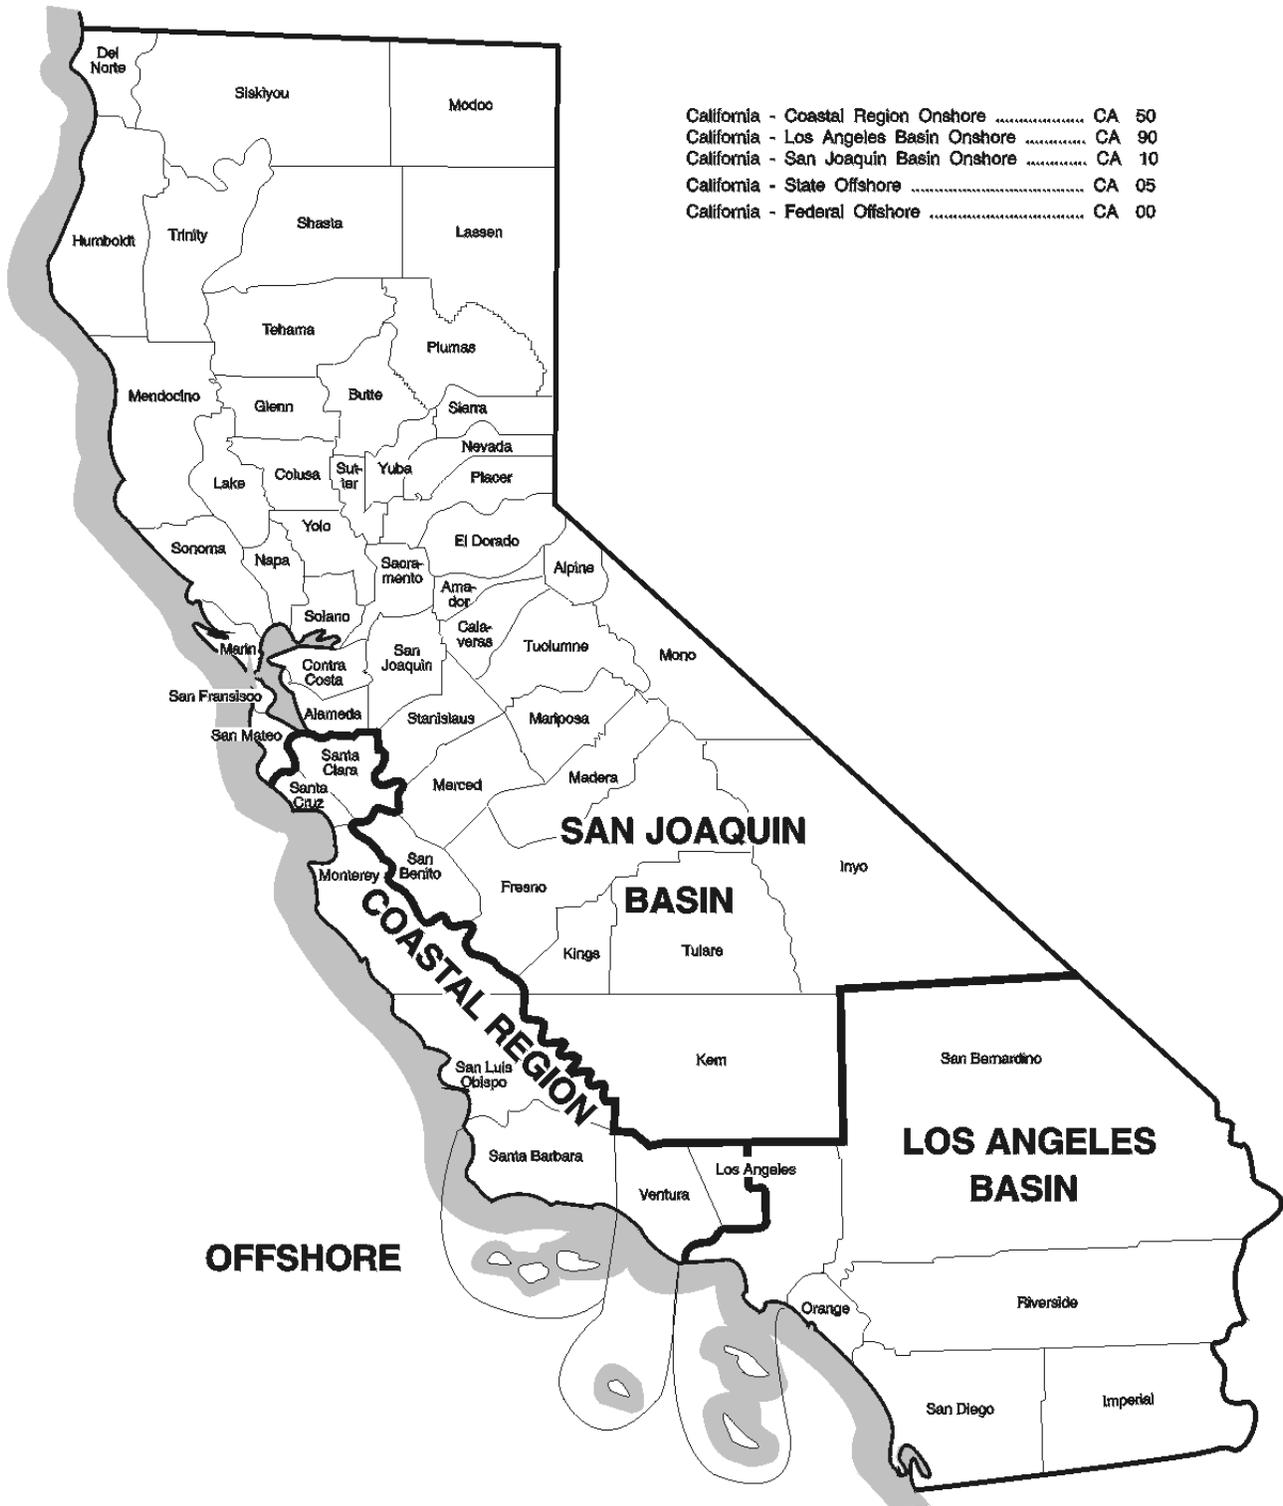 Del
Norte
Siskiyou
Modoc
California - Coastal Region Onshore .................... CA 50
California - Los Angeles Basin Onshore ............. CA 90
California - San Joaquin Basin Onshore ............. CA 10
California - State Offshore ....................................... CA 05
California - Federal Offshore ................................... CA 00
Humboldt
Trinity
Shasta
Lassen
Tehama
Plumas
Mendocino
Glenn
Butte
Sierra
Nevada
Lake
Colusa
Sut-
ter
Yuba
Placer
Sonoma
Napa
Yolo
El Dorado
Sacra-
mento
Alpine
Ama-
dor
Solano
Cala-
veras
Marin
Contra
Costa
San
Joaquin
Tuolumne
Mono
San Fransisco
Alameda
Stanislaus
Mariposa
San Mateo
Santa
Clara
Santa
Cruz
Merced
Madera
SAN JOAQUIN
BASIN
Monterey
San
Benito
Fresno
Inyo
Kings
Tulare
COASTAL REGION
San Luis
Obispo
Kern
San Bernardino
LOS ANGELES
BASIN
Santa Barbara
Ventura
Los Angeles
OFFSHORE
Orange
Riverside
San Diego
Imperial